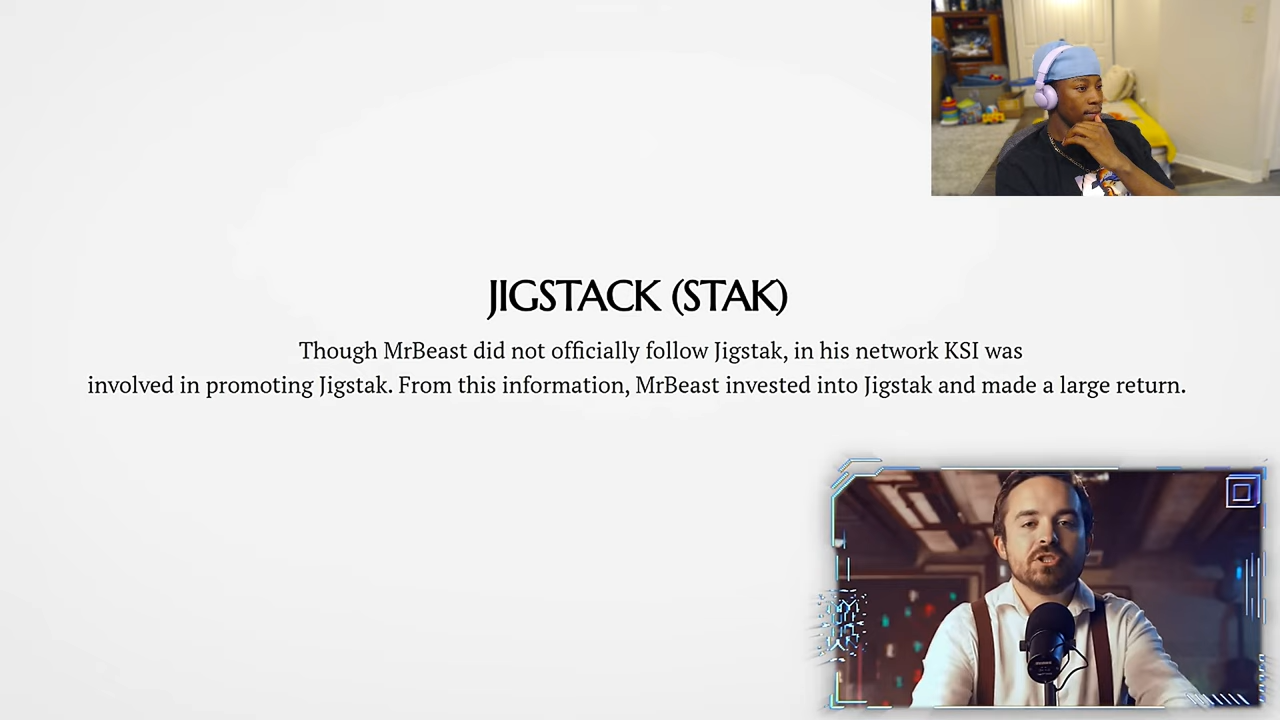 JIGSTACK (STAK)
Though MrBeast did not officially follow Jigstak, in his network KSI was
involved in promoting Jigstak. From this information, MrBeast invested into Jigstak and made a large return.